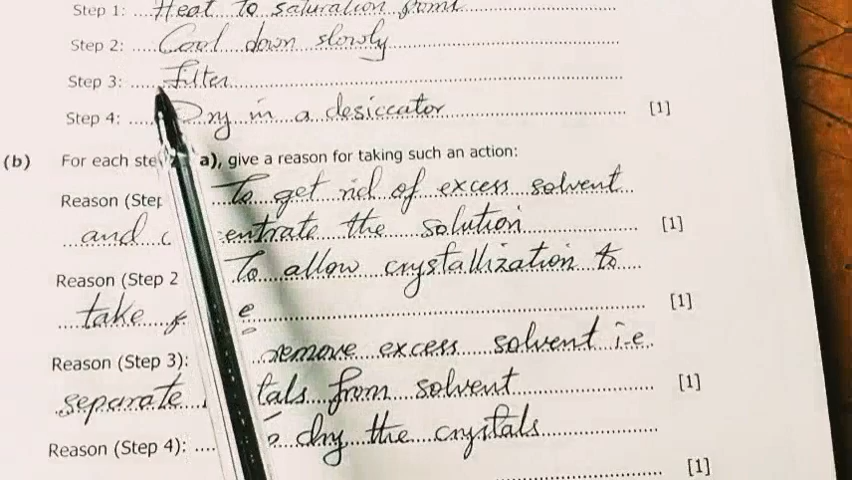 Step 1: Heat to saturation point
Step 2: Cool down slowly
Step 3: Filter
Step 4: Dry in a desiccator [1]
(b) For each ste a), give a reason for taking such an action:
Reason (Step To get rid of excess solvent
and c entrate the solution [1]
Reason (Step 2 To allow crystallization to
take e [1]
Reason (Step 3): remove excess solvent i.e
separate tals from solvent [1]
Reason (Step 4): dry the crystals
[1]